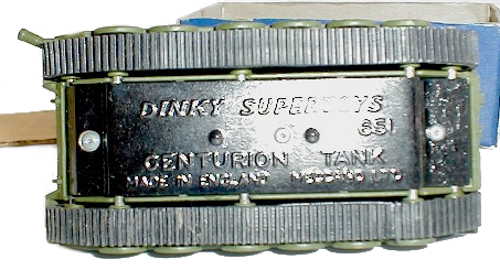 DINKY SUPERTOYS
651
CENTURION TANK
MADE IN ENGLAND MECCANO LTD